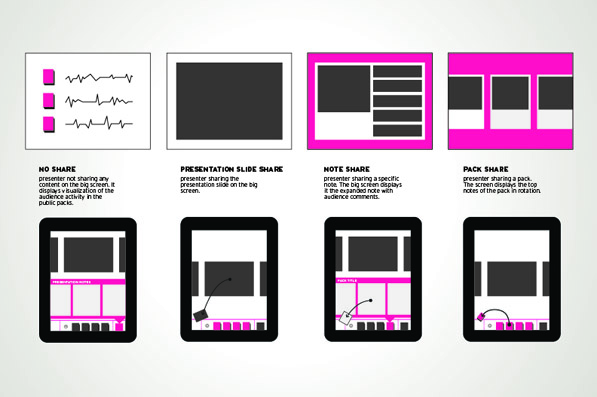 NO SHARE
presenter not sharing any
content on the big screen. It
displays visualization of the
audience activity in the
public packs.
PRESENTATION SLIDE SHARE
presenter sharing the
presentation slide on the big
screen.
NOTE SHARE
presenter sharing a specific
note. The big screen displays
it the expanded note with
audience comments.
PACK SHARE
presenter sharing a pack.
The screen displays the top
notes of the pack in rotation.
PRESENTATION NOTES
PACK TITLE